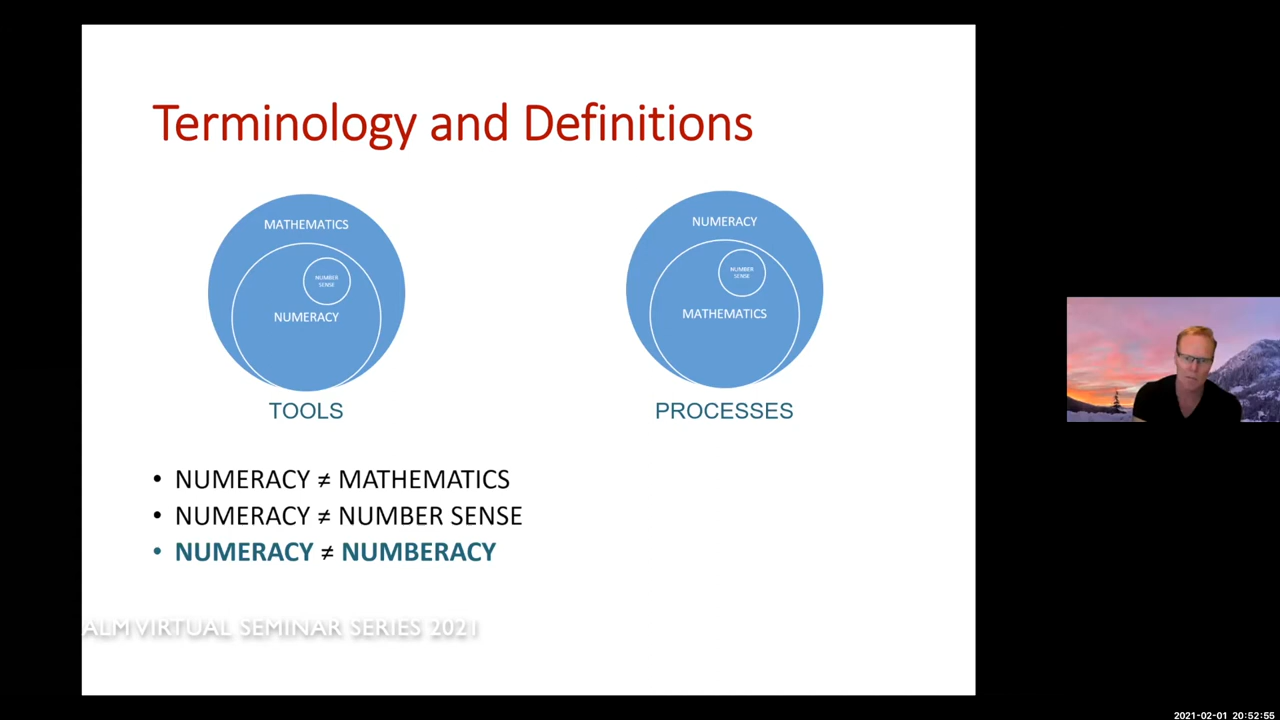 Terminology and Definitions
MATHEMATICS
NUMBER
SENSE
NUMERACY
TOOLS
NUMERACY
NUMBER
SENSE
MATHEMATICS
PROCESSES
• NUMERACY ≠ MATHEMATICS
• NUMERACY ≠ NUMBER SENSE
• NUMERACY ≠ NUMBERACY
ALM VIRTUAL SEMINAR SERIES 2021
2021-02-01 20:52:55